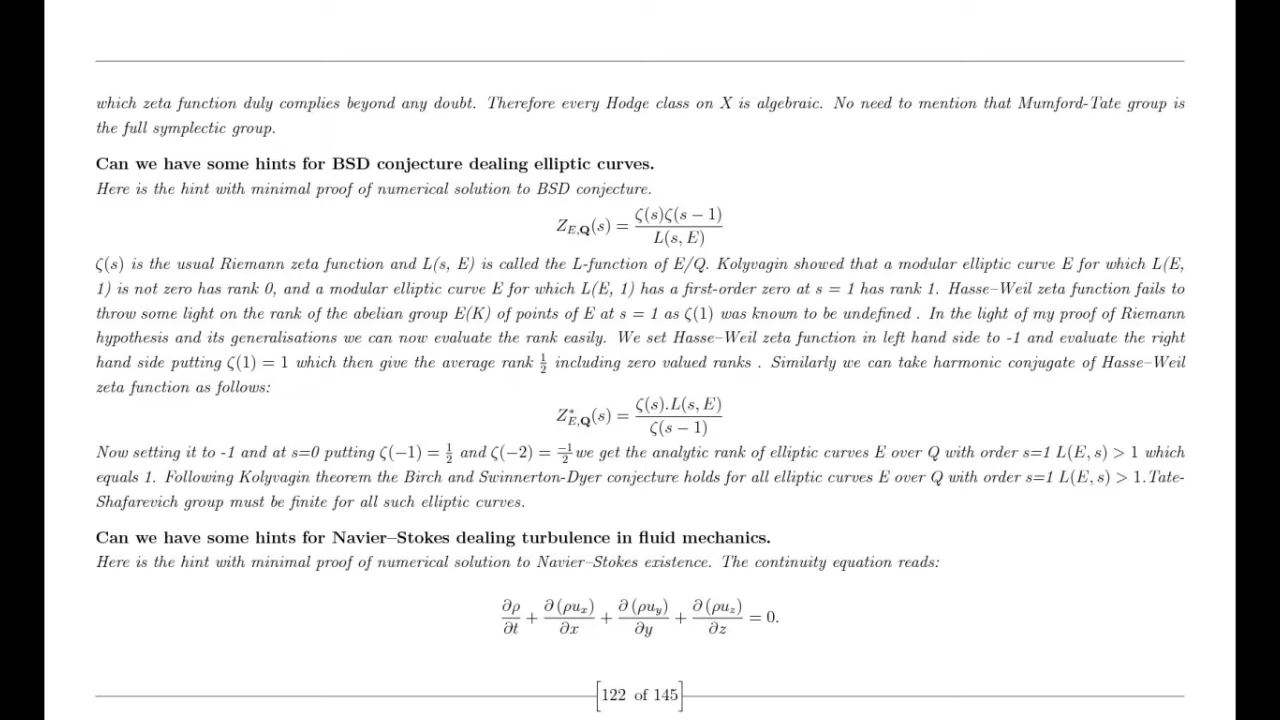 which zeta function duly complies beyond any doubt. Therefore every Hodge class on X is algebraic. No need to mention that Mumford-Tate group is
the full symplectic group.
Can we have some hints for BSD conjecture dealing elliptic curves.
Here is the hint with minimal proof of numerical solution to BSD conjecture.
Z_{E,Q}(s) = \frac{ζ(s)ζ(s − 1)}{L(s, E)}
ζ(s) is the usual Riemann zeta function and L(s, E) is called the L-function of E/Q. Kolyvagin showed that a modular elliptic curve E for which L(E,
1) is not zero has rank 0, and a modular elliptic curve E for which L(E, 1) has a first-order zero at s = 1 has rank 1. Hasse–Weil zeta function fails to
throw some light on the rank of the abelian group E(K) of points of E at s = 1 as ζ(1) was known to be undefined . In the light of my proof of Riemann
hypothesis and its generalisations we can now evaluate the rank easily. We set Hasse–Weil zeta function in left hand side to -1 and evaluate the right
hand side putting ζ(1) = 1 which then give the average rank \frac{1}{2} including zero valued ranks . Similarly we can take harmonic conjugate of Hasse–Weil
zeta function as follows:
Z^*_{E,Q}(s) = \frac{ζ(s).L(s, E)}{ζ(s − 1)}
Now setting it to -1 and at s=0 putting ζ(−1) = \frac{1}{2} and ζ(−2) = \frac{−1}{2} we get the analytic rank of elliptic curves E over Q with order s=1 L(E, s) > 1 which
equals 1. Following Kolyvagin theorem the Birch and Swinnerton-Dyer conjecture holds for all elliptic curves E over Q with order s=1 L(E, s) > 1.Tate-
Shafarevich group must be finite for all such elliptic curves.
Can we have some hints for Navier–Stokes dealing turbulence in fluid mechanics.
Here is the hint with minimal proof of numerical solution to Navier–Stokes existence. The continuity equation reads:
\frac{∂ρ}{∂t} + \frac{∂ (ρu_x)}{∂x} + \frac{∂ (ρu_y)}{∂y} + \frac{∂ (ρu_z)}{∂z} = 0.
[122 of 145]